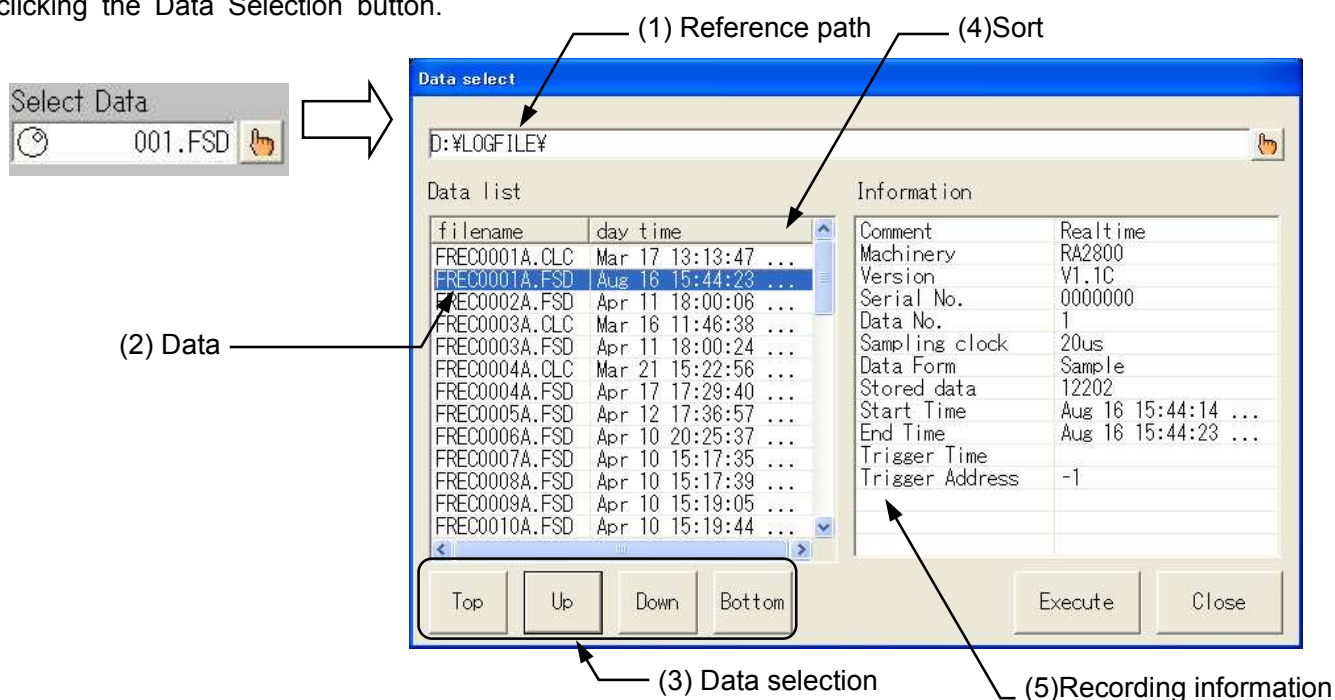 clicking the Data Selection button.
(1) Reference path
(4)Sort
Select Data
001.FSD
Data select
D:¥LOGFILE¥
Data list
filename day time
FREC0001A.CLC Mar 17 13:13:47 ...
FREC0001A.FSD Aug 16 15:44:23 ...
FREC0002A.FSD Apr 11 18:00:06 ...
FREC0003A.CLC Mar 16 11:46:38 ...
FREC0003A.FSD Apr 11 18:00:24 ...
FREC0004A.CLC Mar 21 15:22:56 ...
FREC0004A.FSD Apr 17 17:29:40 ...
FREC0005A.FSD Apr 12 17:36:57 ...
FREC0006A.FSD Apr 10 20:25:37 ...
FREC0007A.FSD Apr 10 15:17:35 ...
FREC0008A.FSD Apr 10 15:17:39 ...
FREC0009A.FSD Apr 10 15:19:05 ...
FREC0010A.FSD Apr 10 15:19:44 ...
Information
Comment Realtime
Machinery RA2800
Version V1.1C
Serial No. 0000000
Data No. 1
Sampling clock 20us
Data Form Sample
Stored data 12202
Start Time Aug 16 15:44:14 ...
End Time Aug 16 15:44:23 ...
Trigger Time
Trigger Address -1
(2) Data
Top Up Down Bottom
Execute Close
(3) Data selection
(5)Recording information